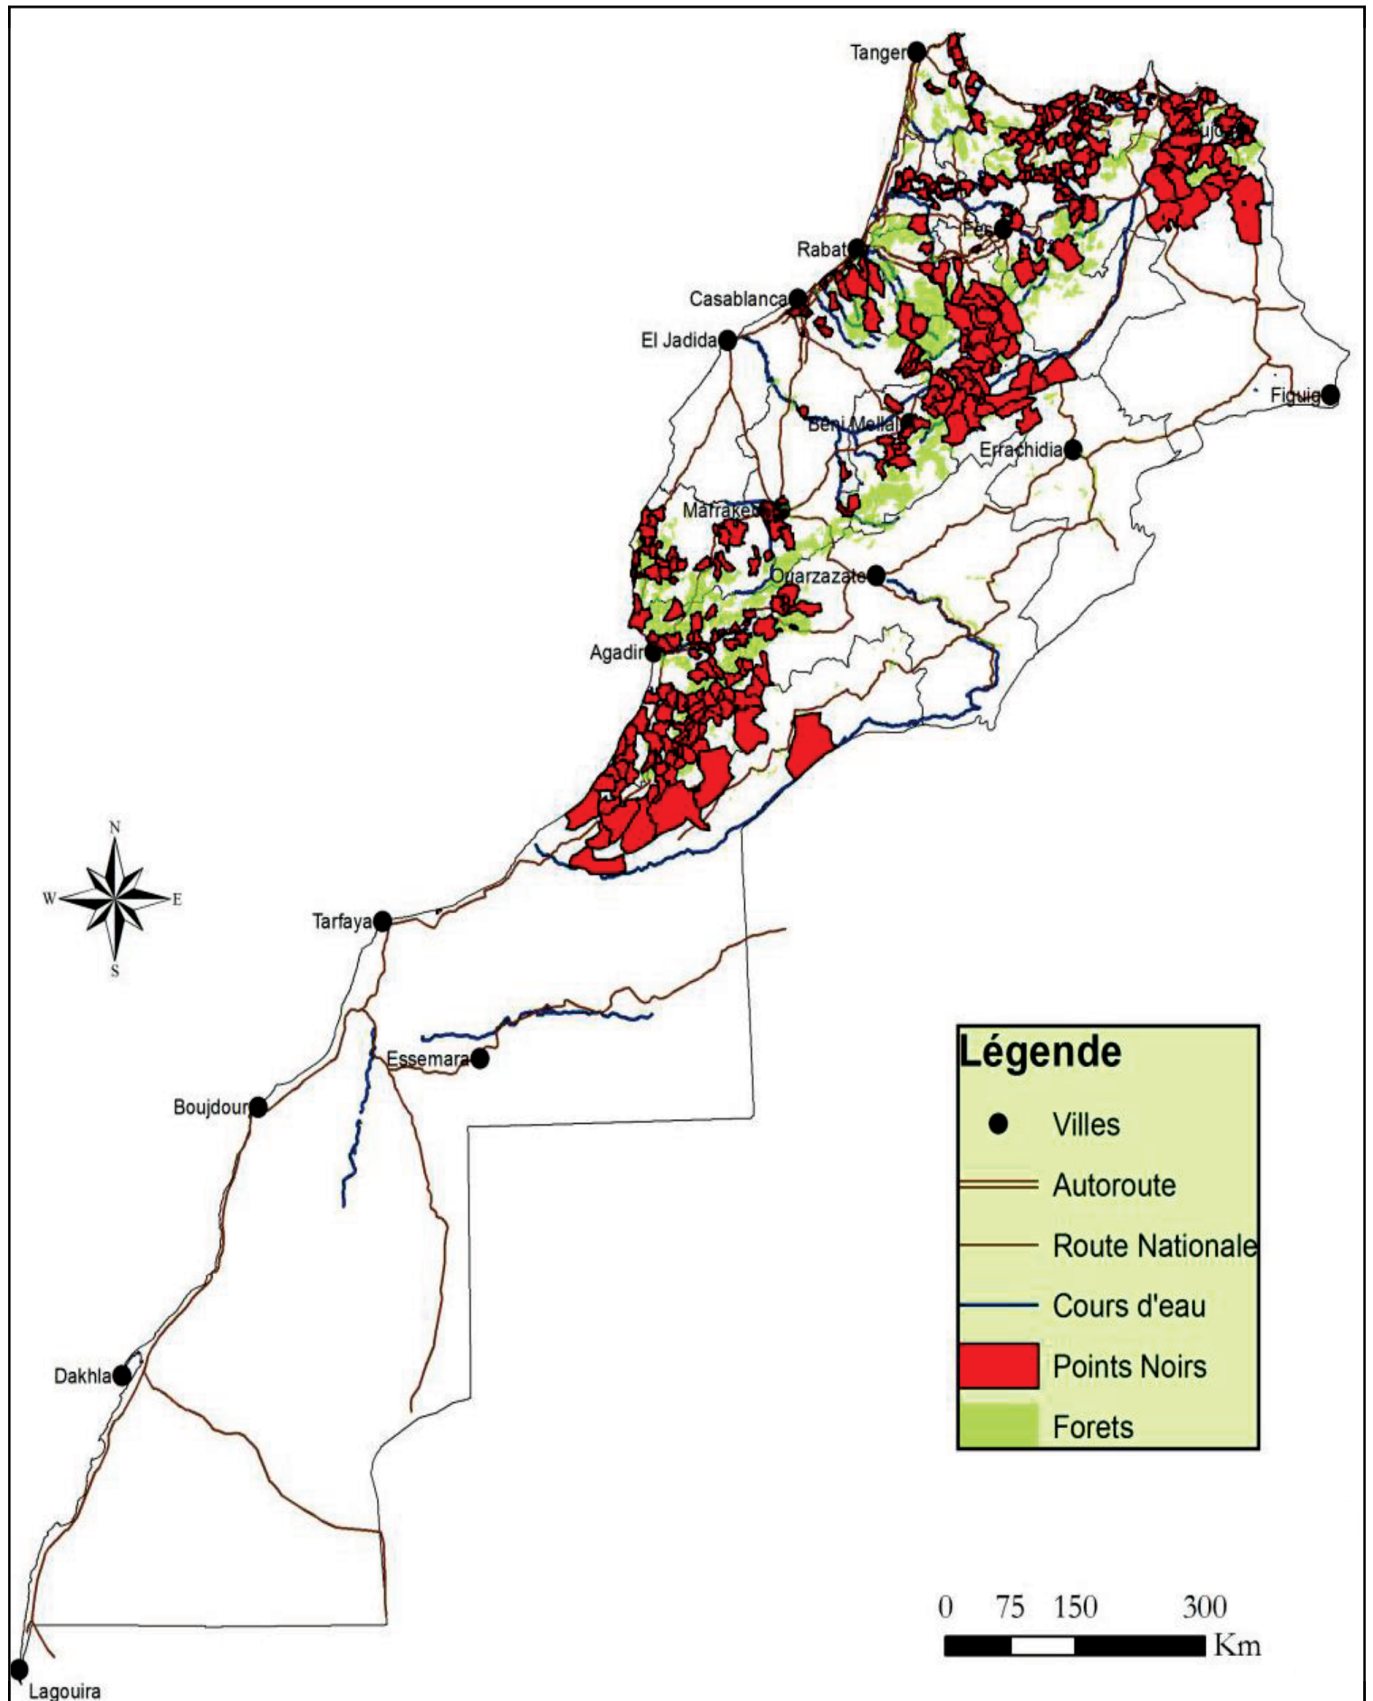 Tanger
Fes
Rabat
Casablanca
El Jadida
Figuig
Beni Mellal
Errachidia
Ouarzazate
Agadir
N
W
E
S
Tarfaya
Essemara
Boujdour
Légende
Villes
Autoroute
Route Nationale
Cours d'eau
Points Noirs
Forets
Dakhla
0 75 150 300
Km
Lagouira